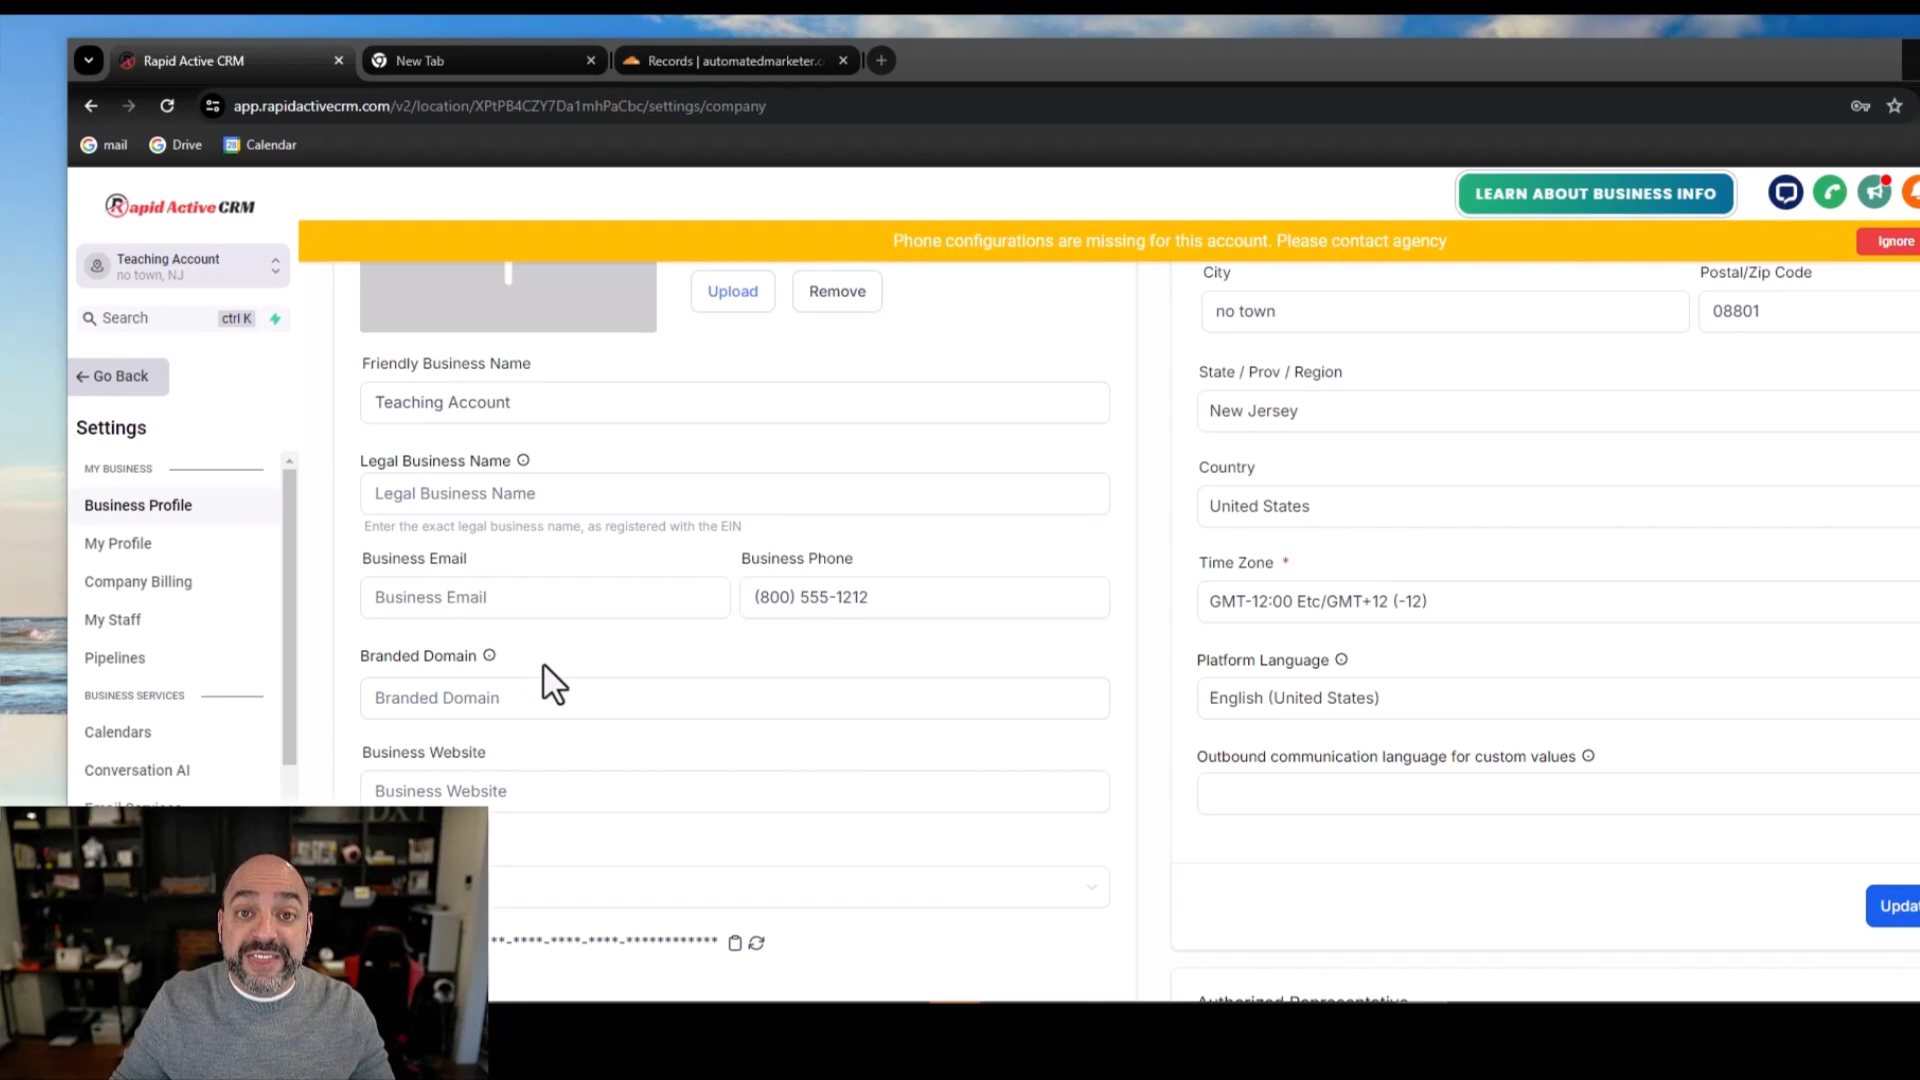 Rapid Active CRM
New Tab
Records | automatedmarketer.c
app.rapidactivecrm.com/v2/location/XPtPB4CZY7Da1mhPaCbc/settings/company
mail
Drive
Calendar
Rapid Active CRM
LEARN ABOUT BUSINESS INFO
Phone configurations are missing for this account. Please contact agency
Ignore
Teaching Account
no town, NJ
Search
ctrl K
Go Back
Settings
MY BUSINESS
Business Profile
My Profile
Company Billing
My Staff
Pipelines
BUSINESS SERVICES
Calendars
Conversation AI
Email Services
Upload
Remove
Friendly Business Name
Teaching Account
Legal Business Name
Legal Business Name
Enter the exact legal business name, as registered with the EIN
Business Email
Business Phone
Business Email
(800) 555-1212
Branded Domain
Branded Domain
Business Website
Business Website
**-****-****-****-************
City
Postal/Zip Code
no town
08801
State / Prov / Region
New Jersey
Country
United States
Time Zone *
GMT-12:00 Etc/GMT+12 (-12)
Platform Language
English (United States)
Outbound communication language for custom values
Updat
Authorized Representative